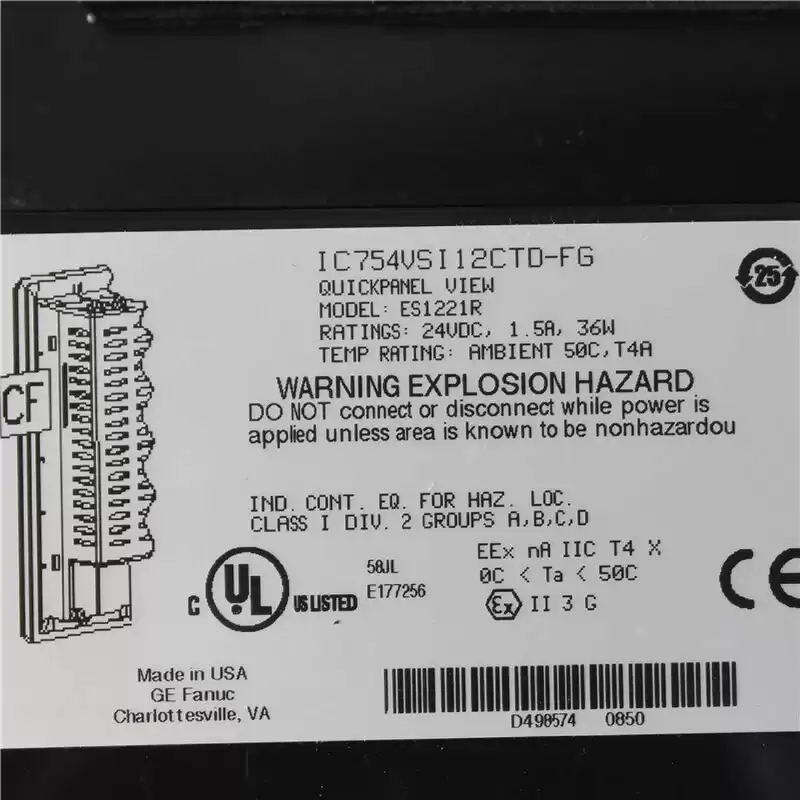 IC754VSI12CTD-FG
25
QUICKPANEL VIEW
MODEL: ES1221R
RATINGS: 24VDC, 1.5A, 36W
TEMP RATING: AMBIENT 50C,T4A
CF
WARNING EXPLOSION HAZARD
DO NOT connect or disconnect while power is
applied unless area is known to be nonhazardou
IND. CONT. EQ. FOR HAZ. LOC.
CLASS I DIV. 2 GROUPS A,B,C,D
C UL US LISTED
58JL
E177256
EEx nA IIC T4 X
0C < Ta < 50C
Ex II 3 G
CE
Made in USA
GE Fanuc
Charlottesville, VA
D498574 0850